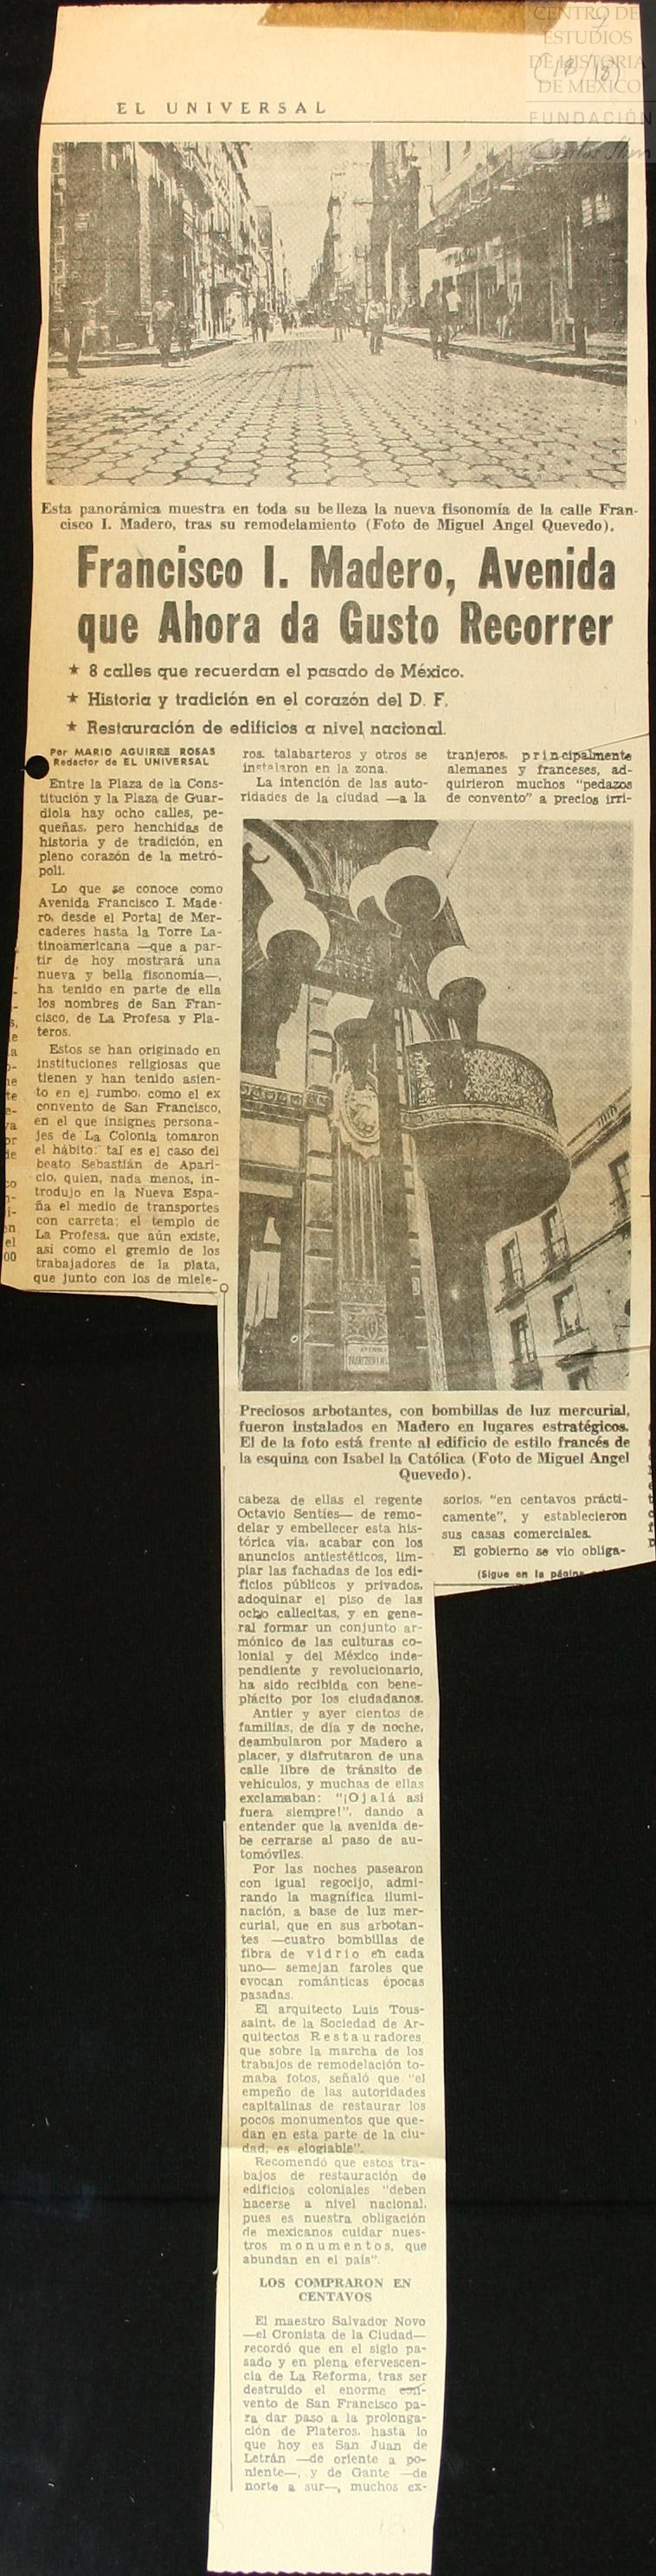 CENTRO DE
ESTUDIOS
DE HISTORIA
DE MEXICO
FUNDACIÓN
Carlos Slim
(18/18)
EL UNIVERSAL
Esta panorámica muestra en toda su belleza la nueva fisonomía de la calle Fran-
cisco I. Madero, tras su remodelamiento (Foto de Miguel Angel Quevedo).
Francisco I. Madero, Avenida
que Ahora da Gusto Recorrer
★ 8 calles que recuerdan el pasado de México.
★ Historia y tradición en el corazón del D. F.
★ Restauración de edificios a nivel nacional.
Por MARIO AGUIRRE ROSAS
Redactor de EL UNIVERSAL
Entre la Plaza de la Cons-
titución y la Plaza de Guar-
diola hay ocho calles, pe-
queñas, pero henchidas de
historia y de tradición, en
pleno corazón de la metró-
poli.
Lo que se conoce como
Avenida Francisco I. Made-
ro, desde el Portal de Mer-
caderes hasta la Torre La-
tinoamericana —que a par-
tir de hoy mostrará una
nueva y bella fisonomía—,
ha tenido en parte de ella
los nombres de San Fran-
cisco, de La Profesa y Pla-
teros.
Estos se han originado en
instituciones religiosas que
tienen y han tenido asien-
to en el rumbo, como el ex
convento de San Francisco,
en el que insignes persona-
jes de La Colonia tomaron
el hábito: tal es el caso del
beato Sebastián de Apari-
cio, quien, nada menos, in-
trodujo en la Nueva Espa-
ña el medio de transportes
con carreta; el templo de
La Profesa, que aún existe,
así como el gremio de los
trabajadores de la plata,
que junto con los de miele-
ros, talabarteros y otros se
instalaron en la zona.
La intención de las auto-
ridades de la ciudad —a la
Preciosos arbotantes, con bombillas de luz mercurial,
fueron instalados en Madero en lugares estratégicos.
El de la foto está frente al edificio de estilo francés de
la esquina con Isabel la Católica (Foto de Miguel Angel
Quevedo).
cabeza de ellas el regente
Octavio Sentíes— de remo-
delar y embellecer esta his-
tórica vía, acabar con los
anuncios antiestéticos, lim-
piar las fachadas de los edi-
ficios públicos y privados,
adoquinar el piso de las
ocho callecitas, y en gene-
ral formar un conjunto ar-
mónico de las culturas co-
lonial y del México inde-
pendiente y revolucionario,
ha sido recibida con bene-
plácito por los ciudadanos.
Antier y ayer cientos de
familias, de día y de noche,
deambularon por Madero a
placer, y disfrutaron de una
calle libre de tránsito de
vehículos, y muchas de ellas
exclamaban: "¡Ojalá así
fuera siempre!", dando a
entender que la avenida de-
be cerrarse al paso de au-
tomóviles.
Por las noches pasearon
con igual regocijo, admi-
rando la magnífica ilumi-
nación, a base de luz mer-
curial, que en sus arbotan-
tes —cuatro bombillas de
fibra de vidrio en cada
uno— semejan faroles que
evocan románticas épocas
pasadas.
El arquitecto Luis Tous-
saint, de la Sociedad de Ar-
quitectos Restauradores
que sobre la marcha de los
trabajos de remodelación to-
maba fotos, señaló que "el
empeño de las autoridades
capitalinas de restaurar los
pocos monumentos que que-
dan en esta parte de la ciu-
dad, es elogiable".
Recomendó que estos tra-
bajos de restauración de
edificios coloniales "deben
hacerse a nivel nacional,
pues es nuestra obligación
de mexicanos cuidar nues-
tros monumentos, que
abundan en el país".
LOS COMPRARON EN
CENTAVOS
El maestro Salvador Novo
—el Cronista de la Ciudad—
recordó que en el siglo pa-
sado y en plena efervescen-
cia de La Reforma, tras ser
destruido el enorme con-
vento de San Francisco pa-
ra dar paso a la prolonga-
ción de Plateros, hasta lo
que hoy es San Juan de
Letrán —de oriente a po-
niente—, y de Gante —de
norte a sur—, muchos ex-
tranjeros, principalmente
alemanes y franceses, ad-
quirieron muchos "pedazos
de convento" a precios irri-
sorios, "en centavos prácti-
camente", y establecieron
sus casas comerciales.
El gobierno se vio obliga-
(Sigue en la página